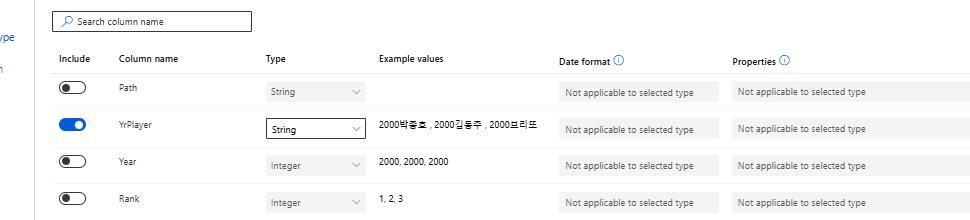 Search column name
ype
Include Column name Type Example values Date format Properties
Path String Not applicable to selected type Not applicable to selected type
YrPlayer String 2000박종호 , 2000김동주 , 2000브리또 Not applicable to selected type Not applicable to selected type
Year Integer 2000, 2000, 2000 Not applicable to selected type Not applicable to selected type
Rank Integer 1, 2, 3 Not applicable to selected type Not applicable to selected type